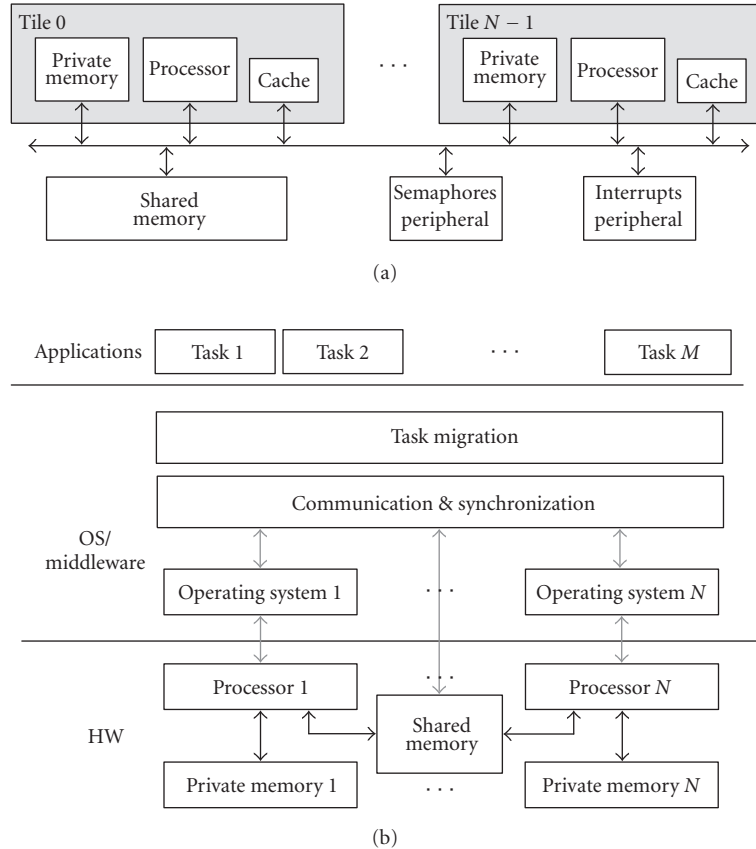 Tile 0
Private
memory
Processor
Cache
· · ·
Tile N − 1
Private
memory
Processor
Cache
Shared
memory
Semaphores
peripheral
Interrupts
peripheral
(a)
Applications
Task 1
Task 2
· · ·
Task M
Task migration
Communication & synchronization
OS/
middleware
Operating system 1
· · ·
Operating system N
Processor 1
· · ·
Processor N
HW
Shared
memory
Private memory 1
· · ·
Private memory N
(b)